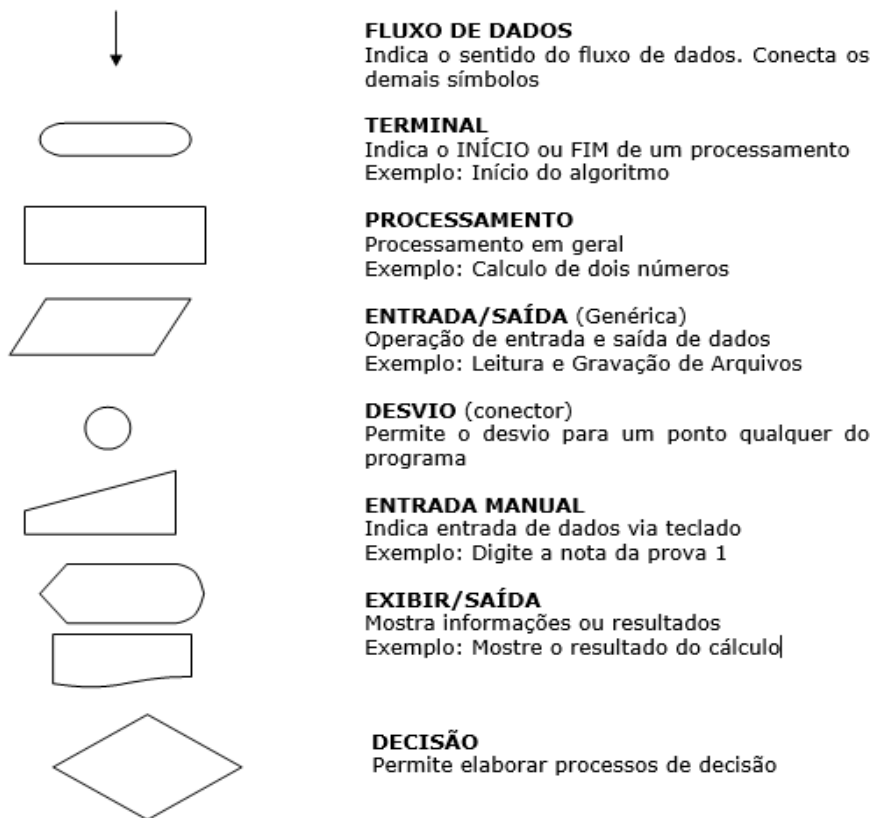 FLUXO DE DADOS
Indica o sentido do fluxo de dados. Conecta os
demais símbolos
TERMINAL
Indica o INÍCIO ou FIM de um processamento
Exemplo: Início do algoritmo
PROCESSAMENTO
Processamento em geral
Exemplo: Calculo de dois números
ENTRADA/SAÍDA (Genérica)
Operação de entrada e saída de dados
Exemplo: Leitura e Gravação de Arquivos
DESVIO (conector)
Permite o desvio para um ponto qualquer do
programa
ENTRADA MANUAL
Indica entrada de dados via teclado
Exemplo: Digite a nota da prova 1
EXIBIR/SAÍDA
Mostra informações ou resultados
Exemplo: Mostre o resultado do cálculo
DECISÃO
Permite elaborar processos de decisão